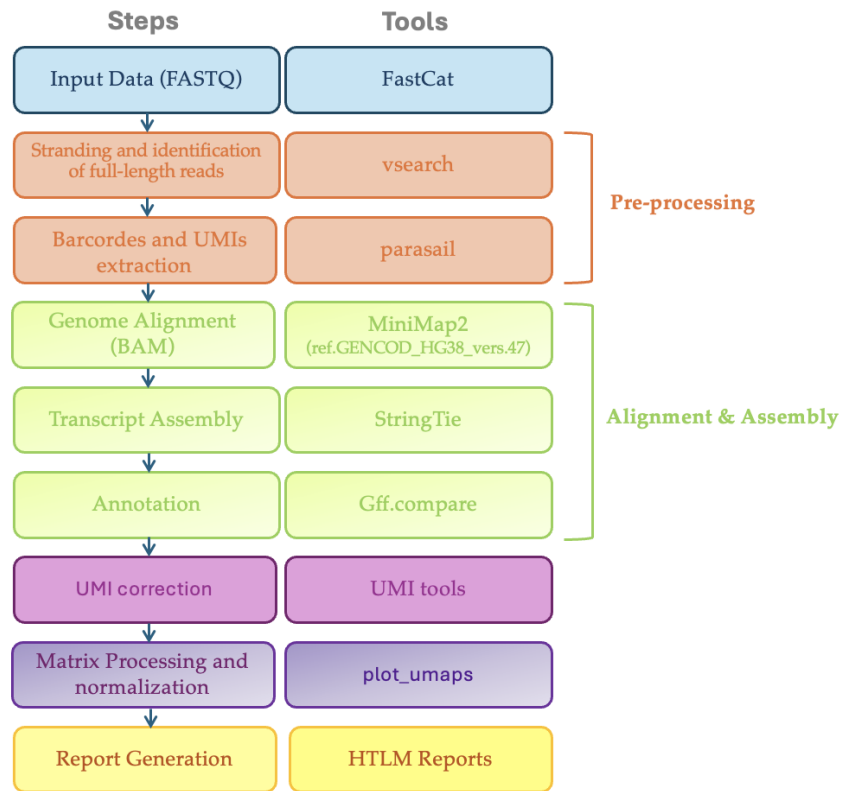 Steps Tools
Input Data (FASTQ) FastCat
Stranding and identification
of full-length reads
vsearch
Pre-processing
Barcordes and UMIs
extraction
parasail
Genome Alignment
(BAM)
MiniMap2
(ref.GENCOD_HG38_vers.47)
Transcript Assembly StringTie
Alignment & Assembly
Annotation Gff.compare
UMI correction UMI tools
Matrix Processing and
normalization
plot_umaps
Report Generation HTLM Reports